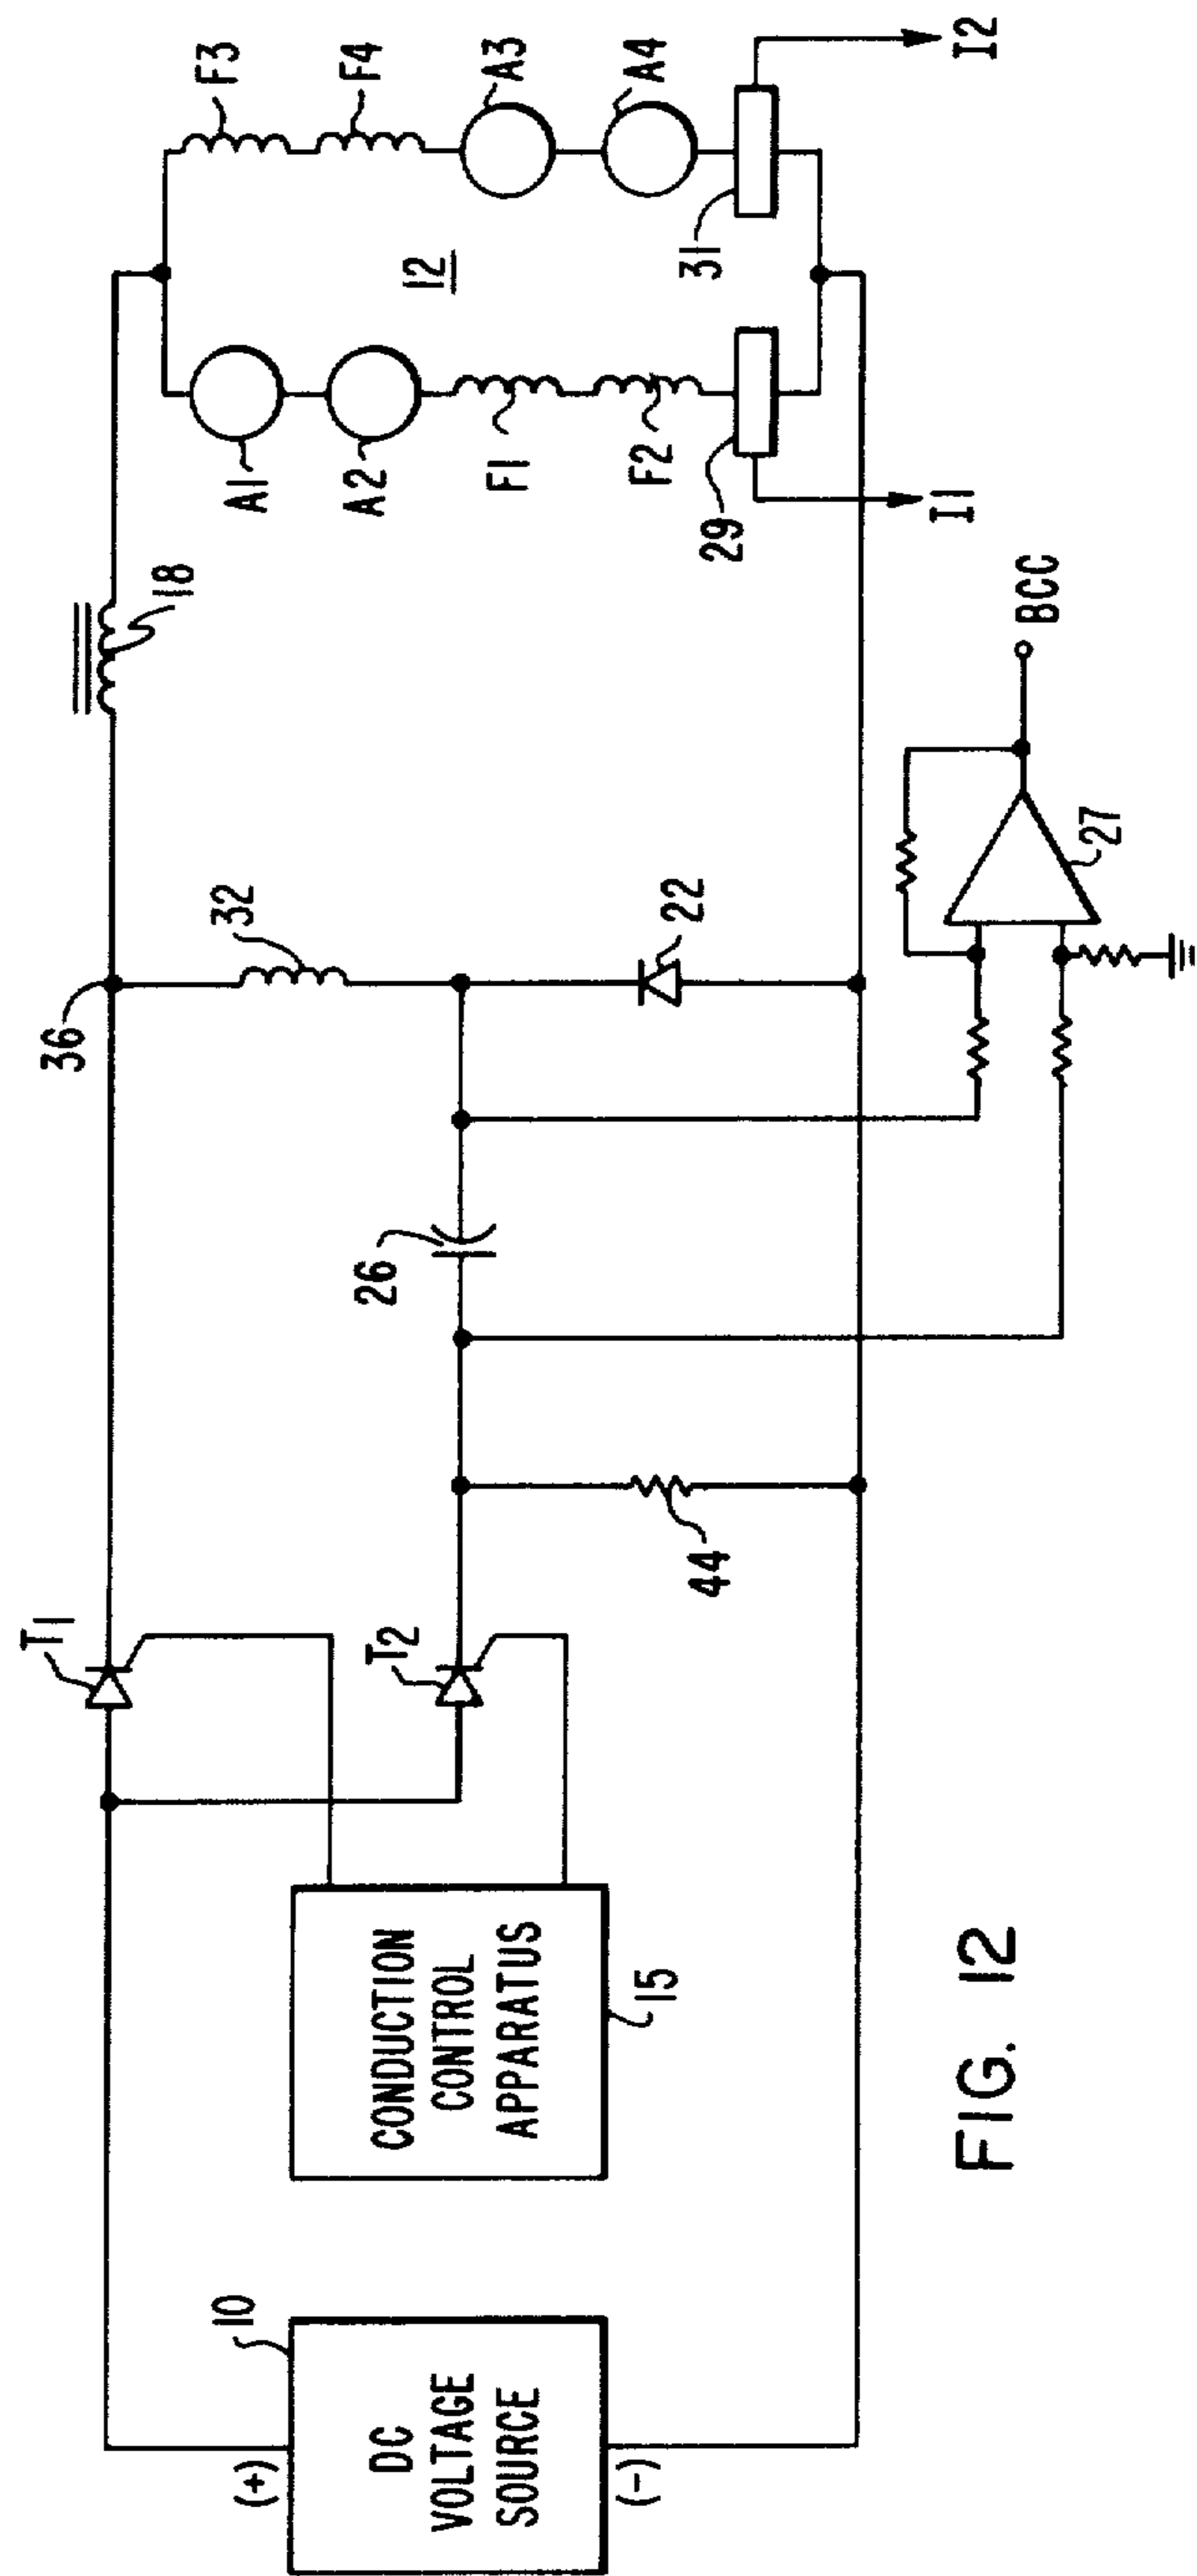 (+)
DC
VOLTAGE
SOURCE
(-)
10
CONDUCTION
CONTROL
APPARATUS
15
T1
T2
44
26
36
32
22
27
BCC
18
A1
A2
F1
F2
29
I1
12
F3
F4
A3
A4
31
I2
FIG. 12